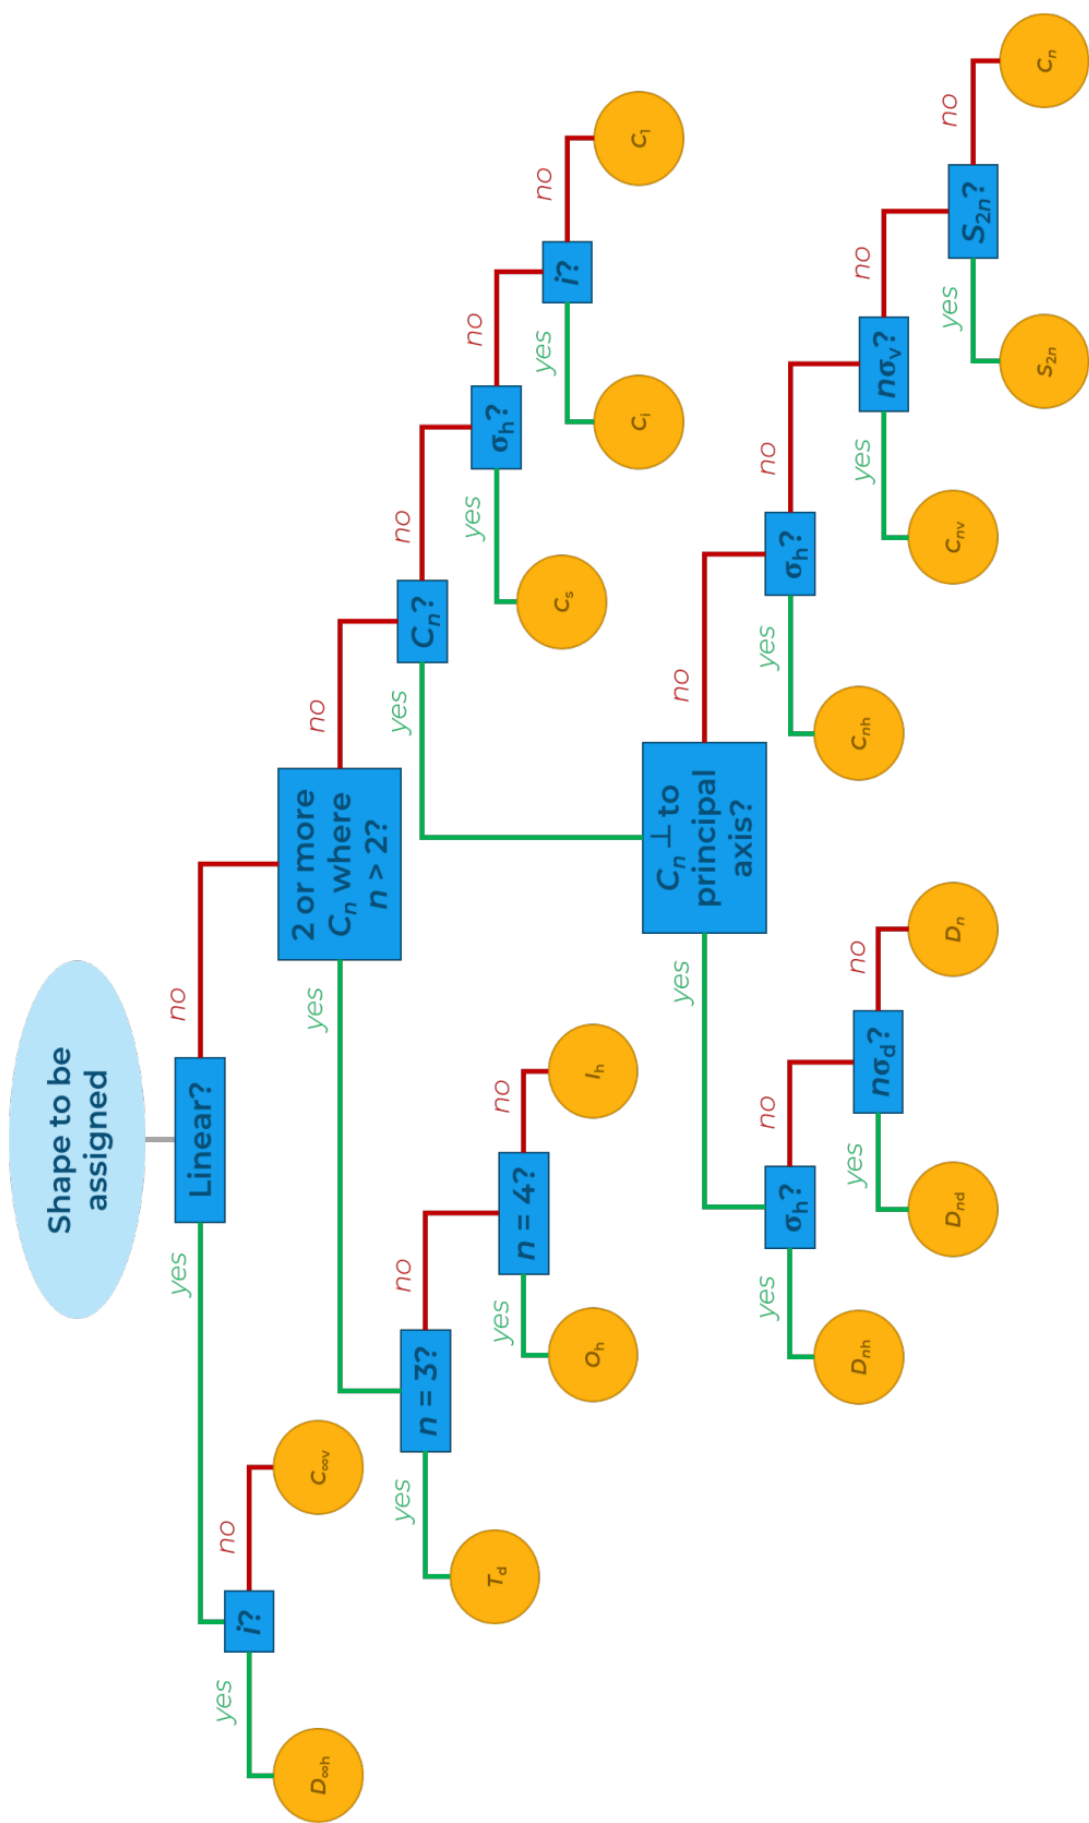 Shape to be
assigned
Linear?
yes
no
i?
yes
no
D∞h
C∞v
2 or more
Cn where
n > 2?
yes
no
n = 3?
yes
no
Td
n = 4?
yes
no
Oh
Ih
Cn?
yes
no
σh?
yes
no
Cs
i?
yes
no
Ci
C1
Cn ⊥ to
principal
axis?
yes
no
σh?
yes
no
Dnh
nσd?
yes
no
Dnd
Dn
σh?
yes
no
Cnh
nσv?
yes
no
Cnv
S2n?
yes
no
S2n
Cn